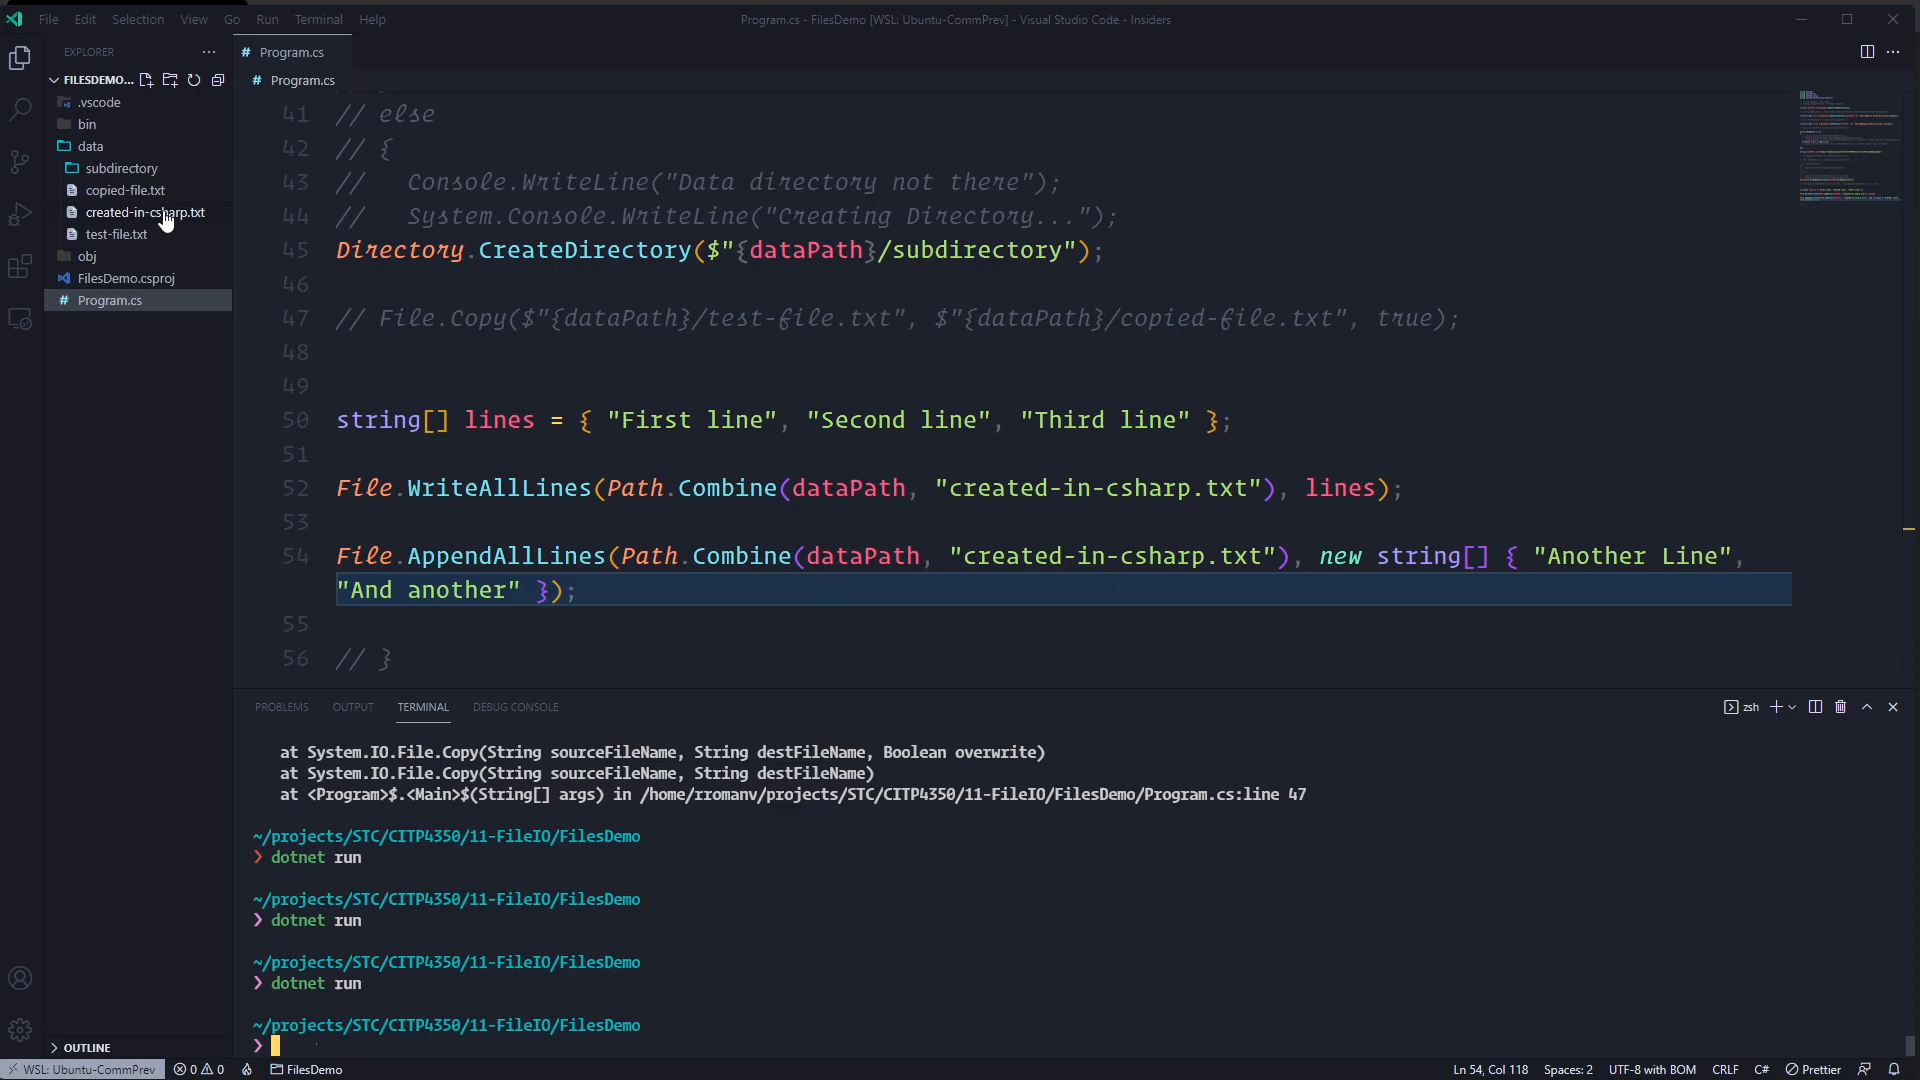 File Edit Selection View Go Run Terminal Help
Program.cs - FilesDemo [WSL: Ubuntu-CommPrev] - Visual Studio Code - Insiders
EXPLORER
FILESDEMO...
.vscode
bin
data
subdirectory
copied-file.txt
created-in-csharp.txt
test-file.txt
obj
FilesDemo.csproj
Program.cs
OUTLINE
# Program.cs
# Program.cs
41 // else
42 // {
43 //   Console.WriteLine("Data directory not there");
44 //   System.Console.WriteLine("Creating Directory...");
45 Directory.CreateDirectory($"{dataPath}/subdirectory");
46
47 // File.Copy($"{dataPath}/test-file.txt", $"{dataPath}/copied-file.txt", true);
48
49
50 string[] lines = { "First line", "Second line", "Third line" };
51
52 File.WriteAllLines(Path.Combine(dataPath, "created-in-csharp.txt"), lines);
53
54 File.AppendAllLines(Path.Combine(dataPath, "created-in-csharp.txt"), new string[] { "Another Line",
"And another" });
55
56 // }
PROBLEMS OUTPUT TERMINAL DEBUG CONSOLE
zsh
at System.IO.File.Copy(String sourceFileName, String destFileName, Boolean overwrite)
at System.IO.File.Copy(String sourceFileName, String destFileName)
at <Program>$.<Main>$(String[] args) in /home/rromanv/projects/STC/CITP4350/11-FileIO/FilesDemo/Program.cs:line 47
~/projects/STC/CITP4350/11-FileIO/FilesDemo
❯ dotnet run
~/projects/STC/CITP4350/11-FileIO/FilesDemo
❯ dotnet run
~/projects/STC/CITP4350/11-FileIO/FilesDemo
❯ dotnet run
~/projects/STC/CITP4350/11-FileIO/FilesDemo
❯
WSL: Ubuntu-CommPrev 0 0 FilesDemo Ln 54, Col 118 Spaces: 2 UTF-8 with BOM CRLF C# Prettier